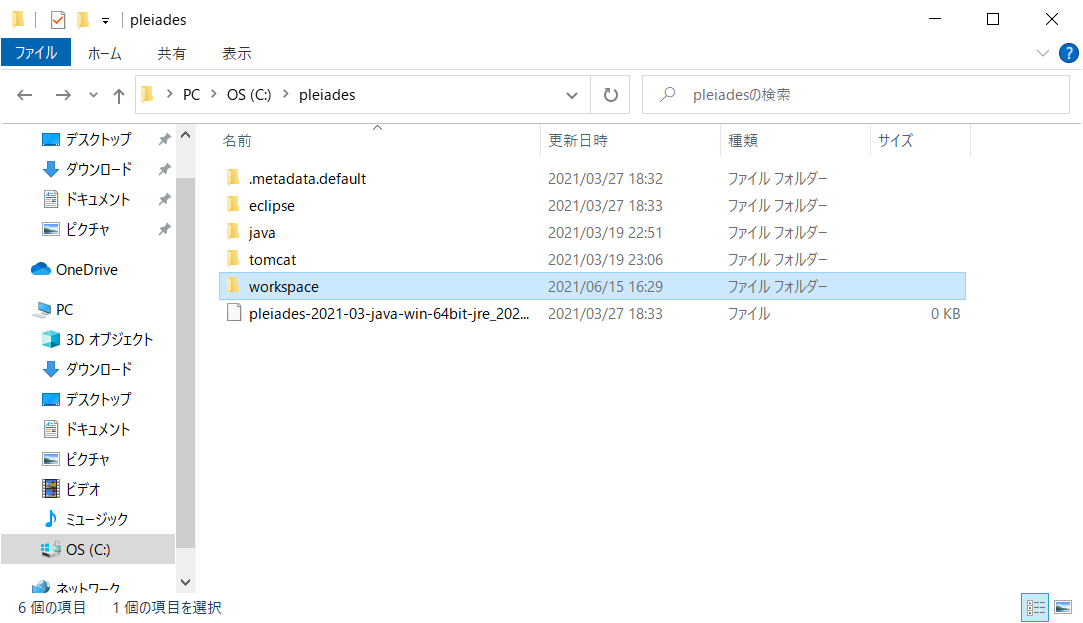 pleiades
ファイル ホーム 共有 表示
?
PC OS (C:) pleiades pleiadesの検索
デスクトップ
ダウンロード
ドキュメント
ピクチャ
OneDrive
PC
3D オブジェクト
ダウンロード
デスクトップ
ドキュメント
ピクチャ
ビデオ
ミュージック
OS (C:)
ネットワーク
名前 更新日時 種類 サイズ
.metadata.default 2021/03/27 18:32 ファイル フォルダー
eclipse 2021/03/27 18:33 ファイル フォルダー
java 2021/03/19 22:51 ファイル フォルダー
tomcat 2021/03/19 23:06 ファイル フォルダー
workspace 2021/06/15 16:29 ファイル フォルダー
pleiades-2021-03-java-win-64bit-jre_202... 2021/03/27 18:33 ファイル 0 KB
6 個の項目 1 個の項目を選択